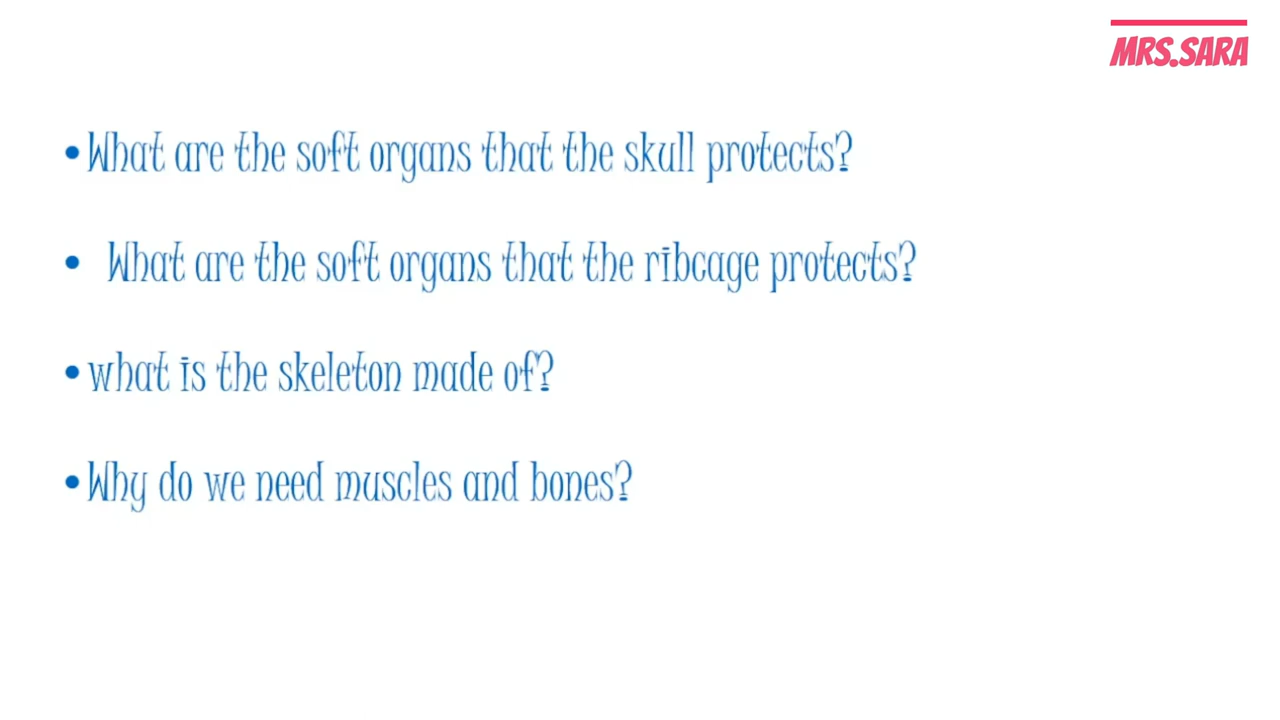 MRS.SARA
•What are the soft organs that the skull protects?
• What are the soft organs that the ribcage protects?
•what is the skeleton made of?
•Why do we need muscles and bones?